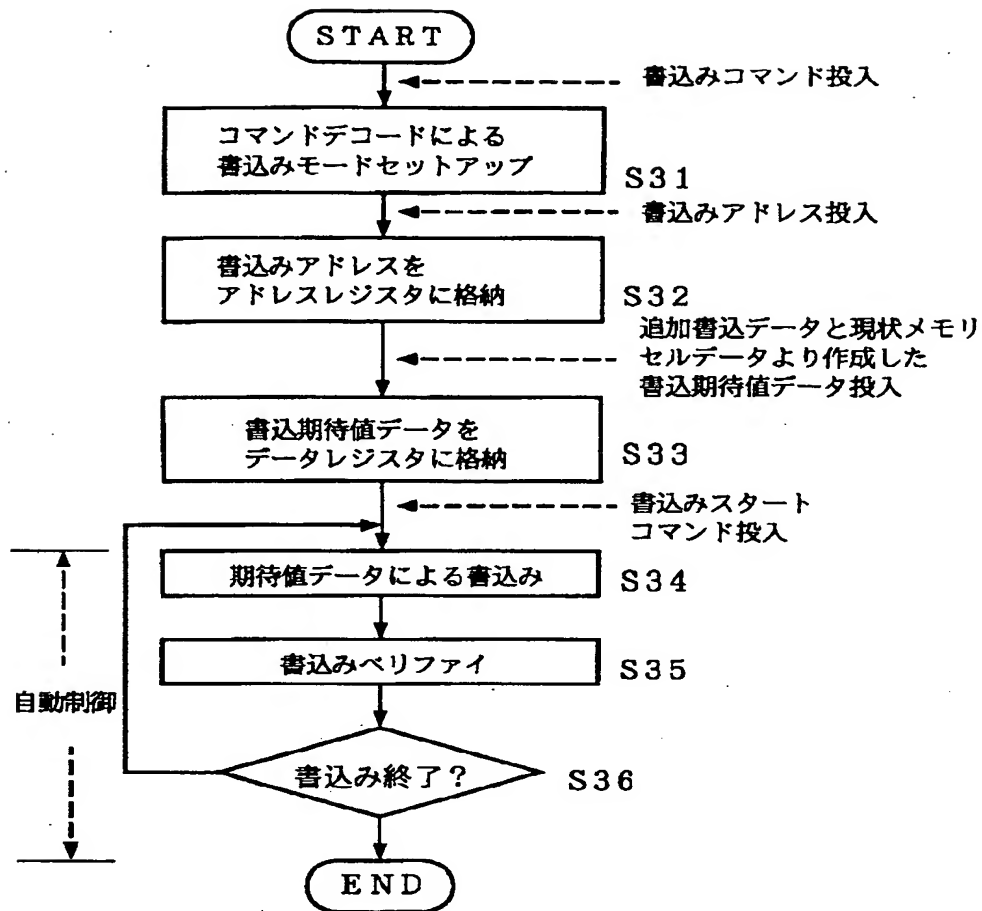 START
書込みコマンド投入
コマンドデコードによる
書込みモードセットアップ
S31
書込みアドレス投入
書込みアドレスを
アドレスレジスタに格納
S32
追加書込データと現状メモリ
セルデータより作成した
書込期待値データ投入
書込期待値データを
データレジスタに格納
S33
書込みスタート
コマンド投入
期待値データによる書込み
S34
書込みベリファイ
S35
自動制御
書込み終了?
S36
END